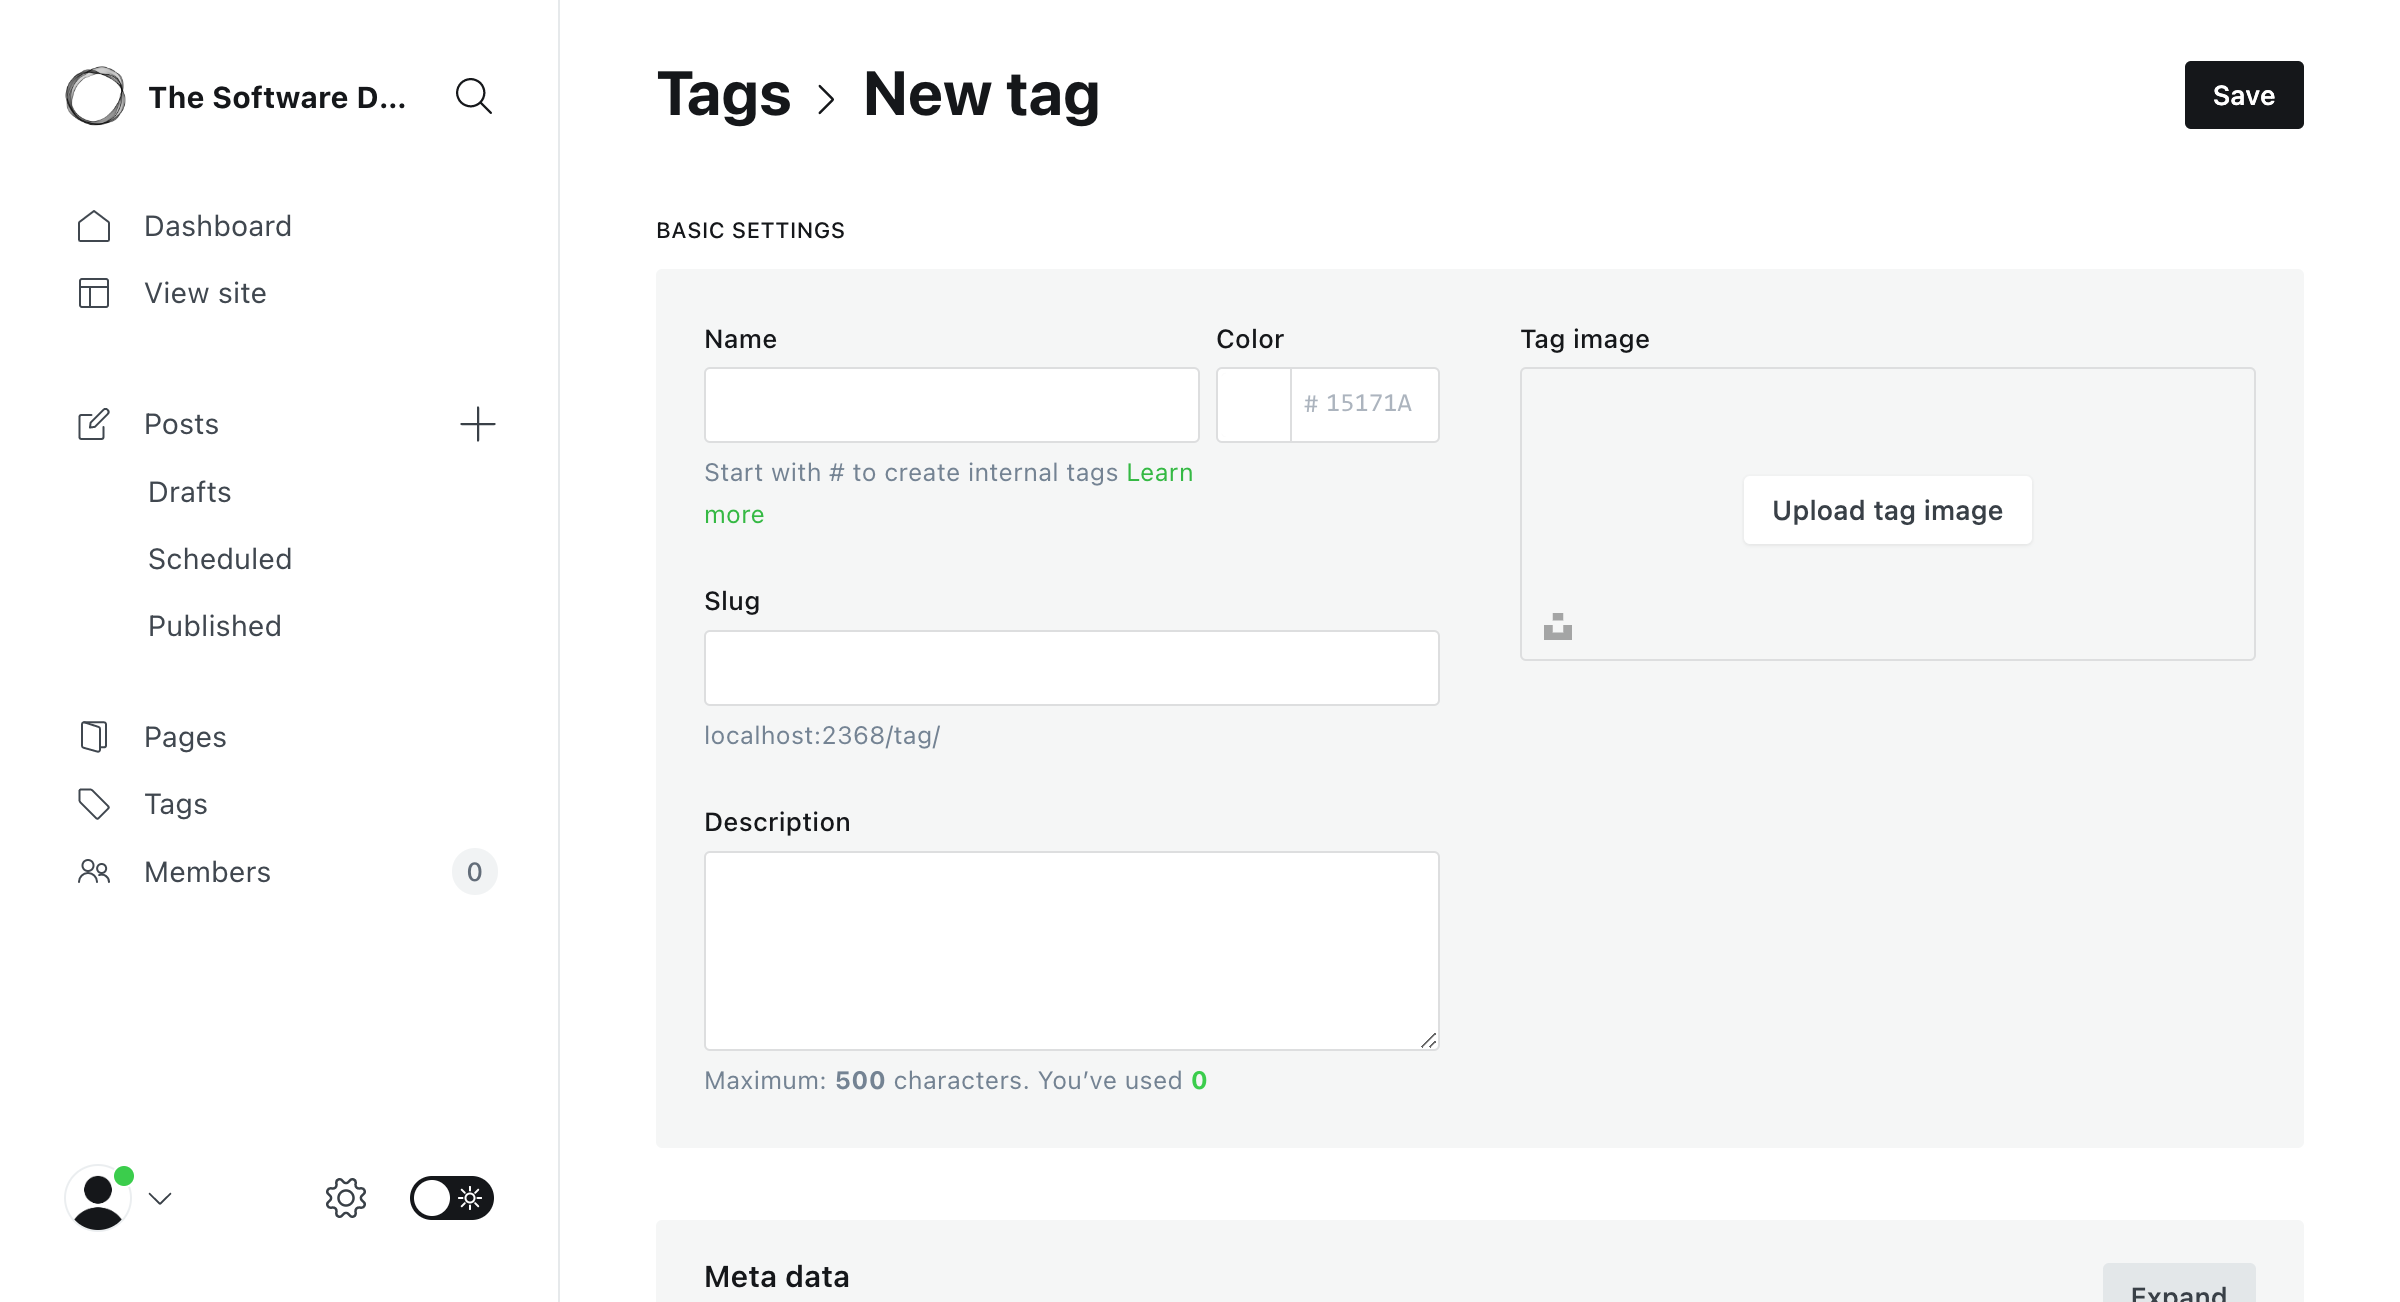 The Software D...
Dashboard
View site
Posts
Drafts
Scheduled
Published
Pages
Tags
Members
0
Tags > New tag
Save
BASIC SETTINGS
Name
Start with # to create internal tags Learn
more
Color
# 15171A
Slug
localhost:2368/tag/
Description
Maximum: 500 characters. You’ve used 0
Tag image
Upload tag image
Meta data
Expand